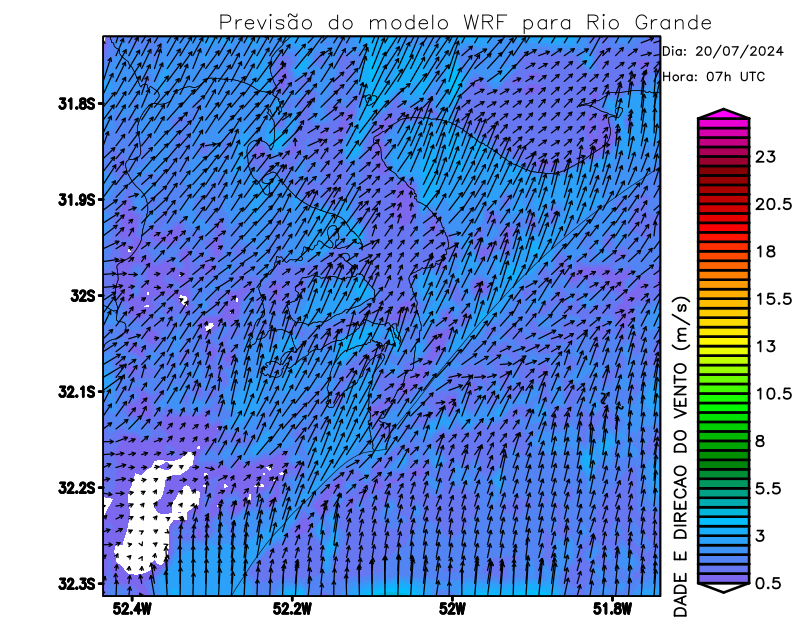 Previsão do modelo WRF para Rio Grande
Dia: 20/07/2024
Hora: 07h UTC
31.8S
31.9S
32S
32.1S
32.2S
32.3S
52.4W
52.2W
52W
51.8W
23
20.5
18
15.5
13
10.5
8
5.5
3
0.5
DADE E DIRECAO DO VENTO (m/s)